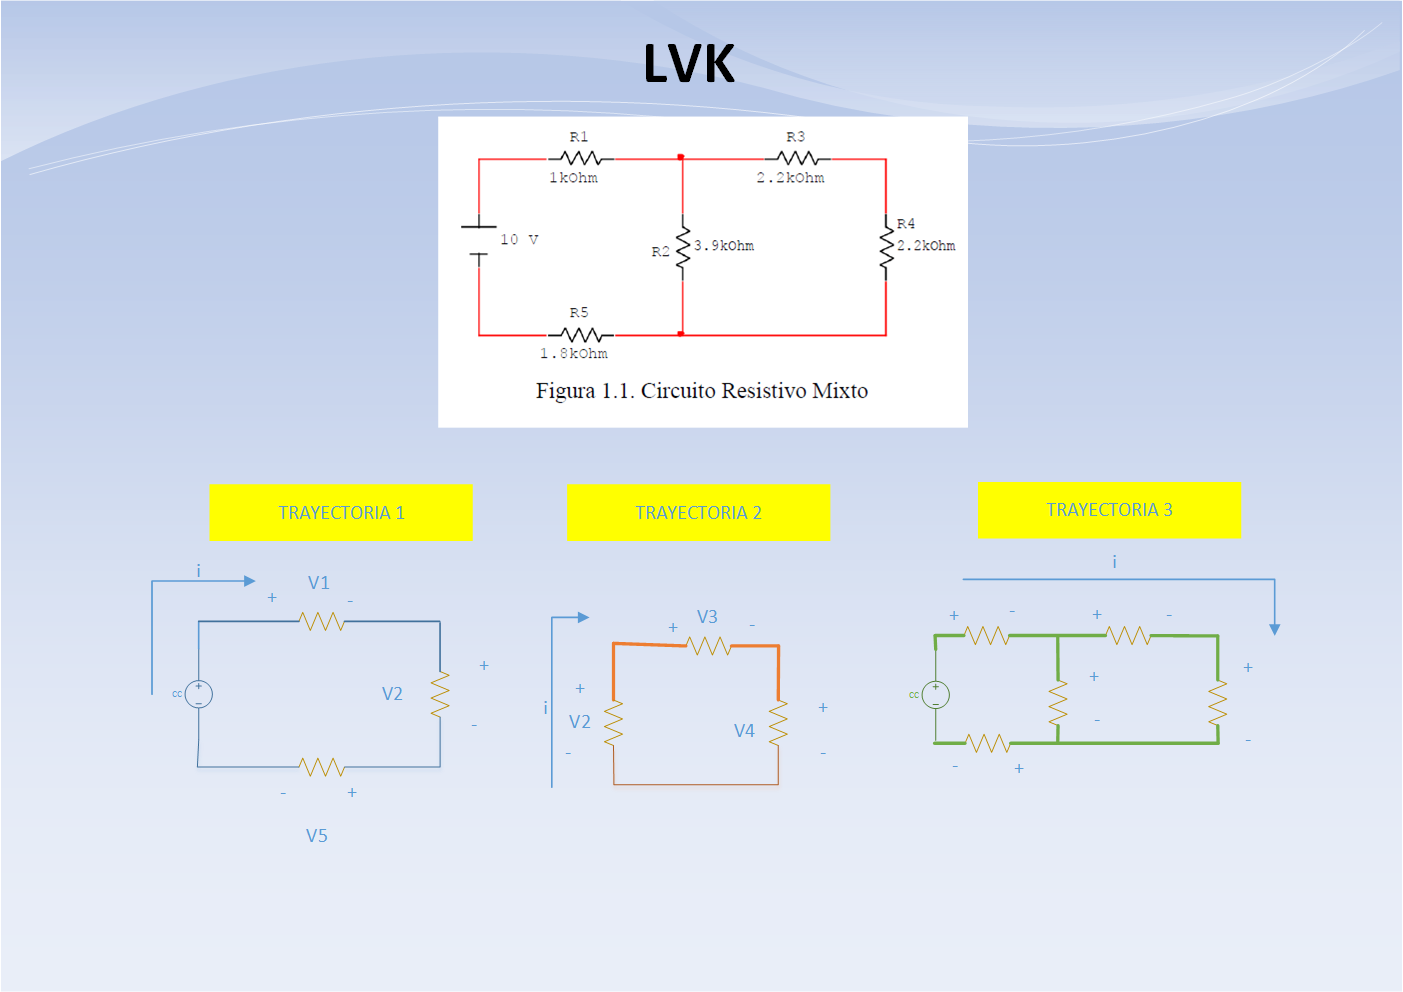 LVK
R1
1kOhm
R3
2.2kOhm
10 V
R2
3.9kOhm
R4
2.2kOhm
R5
1.8kOhm
Figura 1.1. Circuito Resistivo Mixto
TRAYECTORIA 1
TRAYECTORIA 2
TRAYECTORIA 3
i
V1
+ -
cc
+
-
V2
+
-
- +
V5
i
V3
+ -
+
V2
-
V4
+
-
i
+ - + -
cc
+
-
+
-
+
-
- +